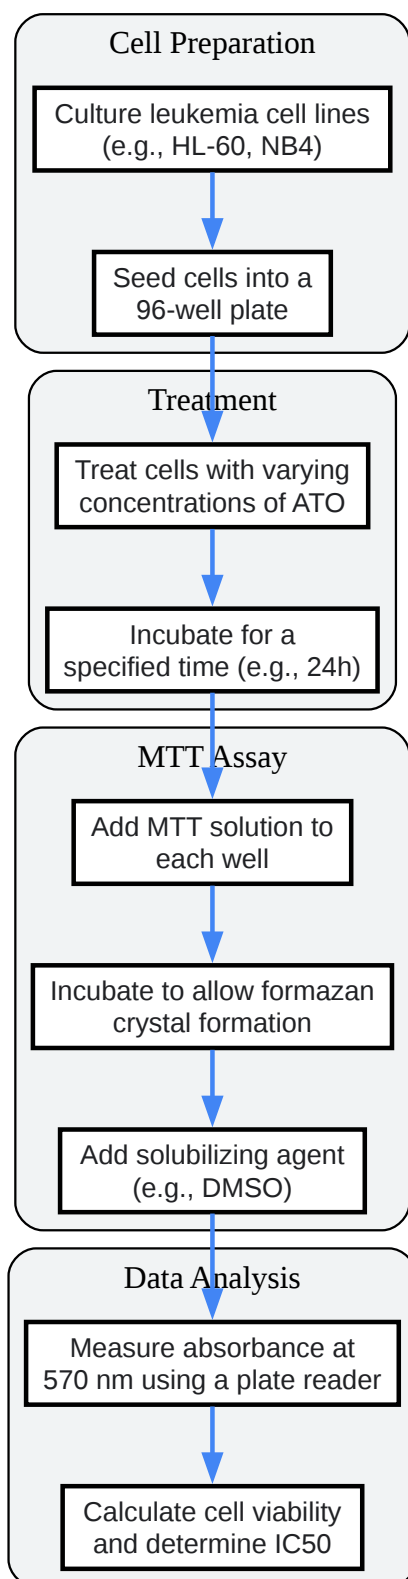 Cell Preparation
Culture leukemia cell lines
(e.g., HL-60, NB4)
Seed cells into a
96-well plate
Treatment
Treat cells with varying
concentrations of ATO
Incubate for a
specified time (e.g., 24h)
MTT Assay
Add MTT solution to
each well
Incubate to allow formazan
crystal formation
Add solubilizing agent
(e.g., DMSO)
Data Analysis
Measure absorbance at
570 nm using a plate reader
Calculate cell viability
and determine IC50